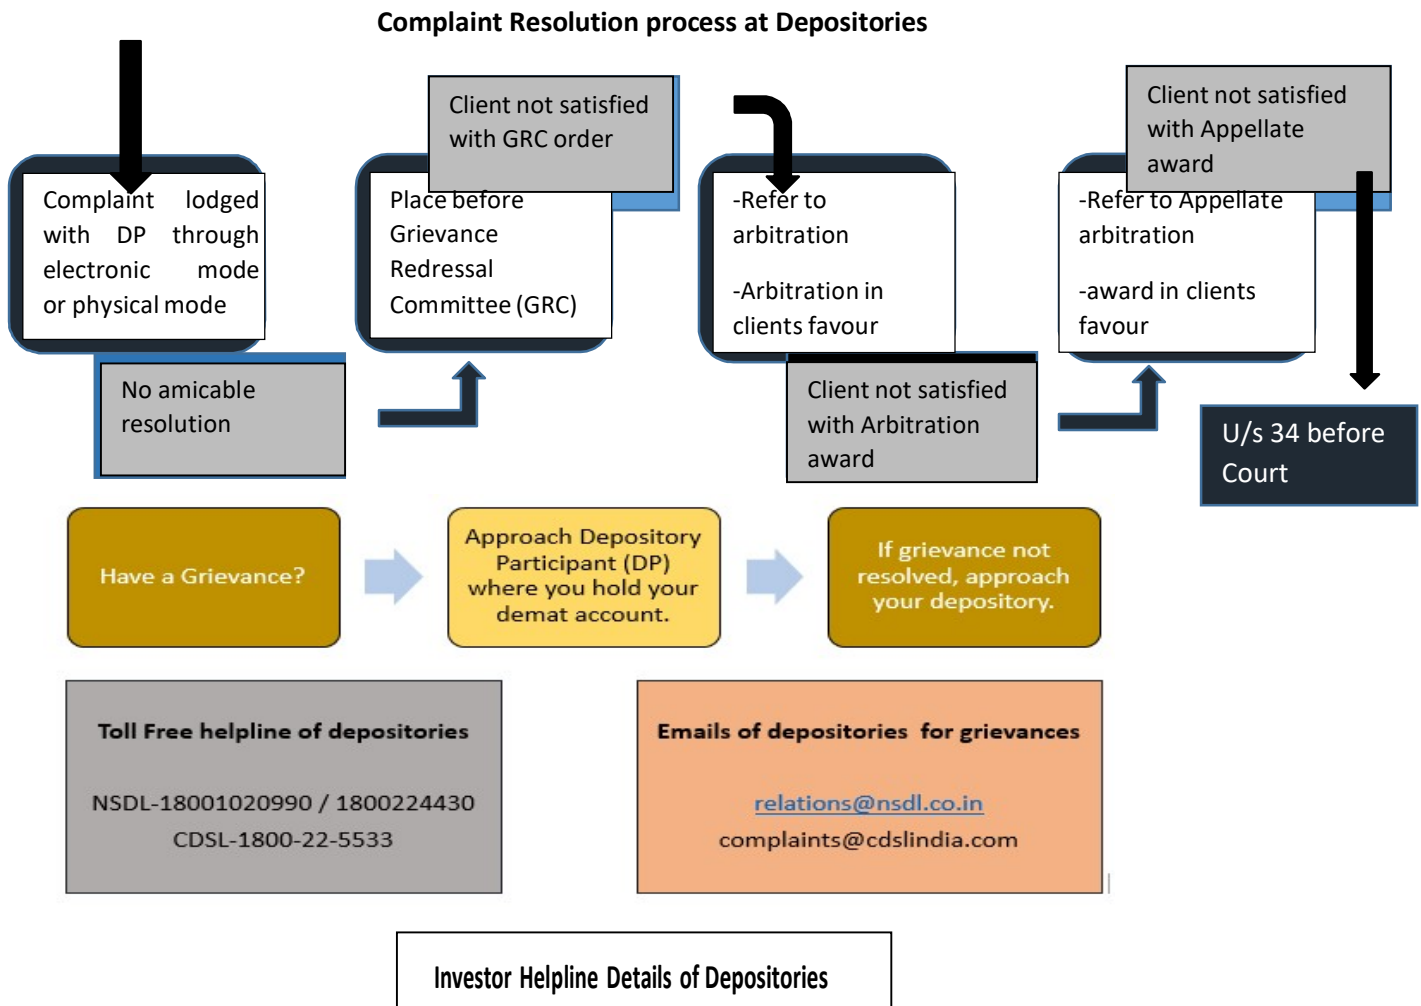 Complaint Resolution process at Depositories
Complaint lodged
with DP through
electronic mode
or physical mode
No amicable
resolution
Place before
Grievance
Redressal
Committee (GRC)
Client not satisfied
with GRC order
-Refer to
arbitration
-Arbitration in
clients favour
Client not satisfied
with Arbitration
award
-Refer to Appellate
arbitration
-award in clients
favour
Client not satisfied
with Appellate
award
U/s 34 before
Court
Have a Grievance?
Approach Depository
Participant (DP)
where you hold your
demat account.
If grievance not
resolved, approach
your depository.
Toll Free helpline of depositories
NSDL-18001020990 / 1800224430
CDSL-1800-22-5533
Emails of depositories for grievances
relations@nsdl.co.in
complaints@cdslindia.com
Investor Helpline Details of Depositories